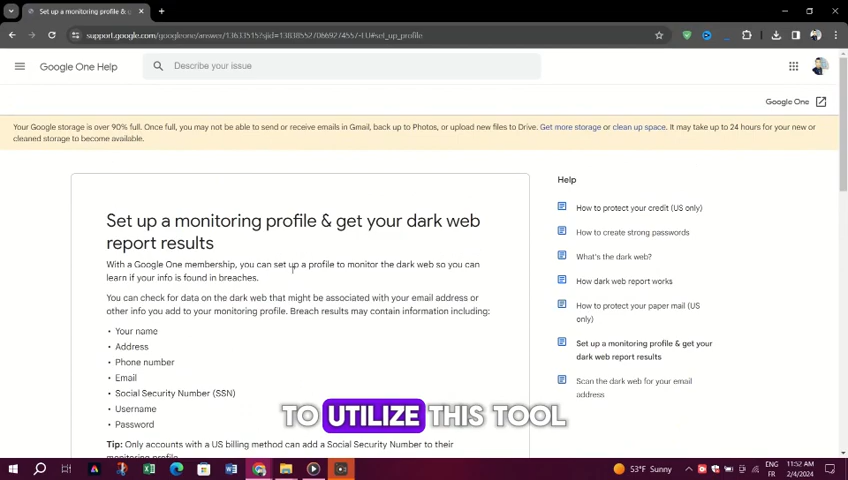 Set up a monitoring profile & g
support.google.com/googleone/answer/13633515?sjid=1383855270669274557-EU#set_up_profile
Google One Help
Describe your issue
Google One
Your Google storage is over 90% full. Once full, you may not be able to send or receive emails in Gmail, back up to Photos, or upload new files to Drive. Get more storage or clean up space. It may take up to 24 hours for your new or
cleaned storage to become available.
Set up a monitoring profile & get your dark web
report results
With a Google One membership, you can set up a profile to monitor the dark web so you can
learn if your info is found in breaches.
You can check for data on the dark web that might be associated with your email address or
other info you add to your monitoring profile. Breach results may contain information including:
• Your name
• Address
• Phone number
• Email
• Social Security Number (SSN)
• Username
• Password
Tip: Only accounts with a US billing method can add a Social Security Number to their
monitoring profile.
Help
How to protect your credit (US only)
How to create strong passwords
What's the dark web?
How dark web report works
How to protect your paper mail (US
only)
Set up a monitoring profile & get your
dark web report results
Scan the dark web for your email
address
TO UTILIZE THIS TOOL
53°F Sunny
ENG
FR
11:52 AM
2/4/2024